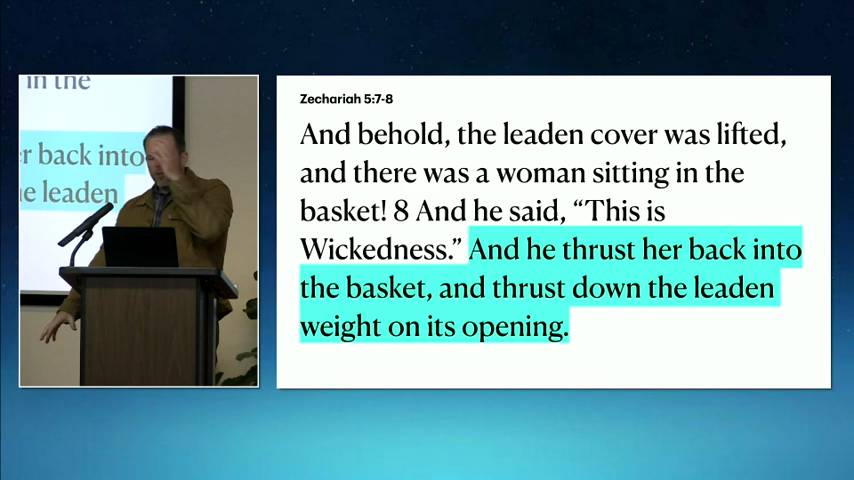 in the
er back into
e leaden
Zechariah 5:7-8
And behold, the leaden cover was lifted,
and there was a woman sitting in the
basket! 8 And he said, “This is
Wickedness.” And he thrust her back into
the basket, and thrust down the leaden
weight on its opening.